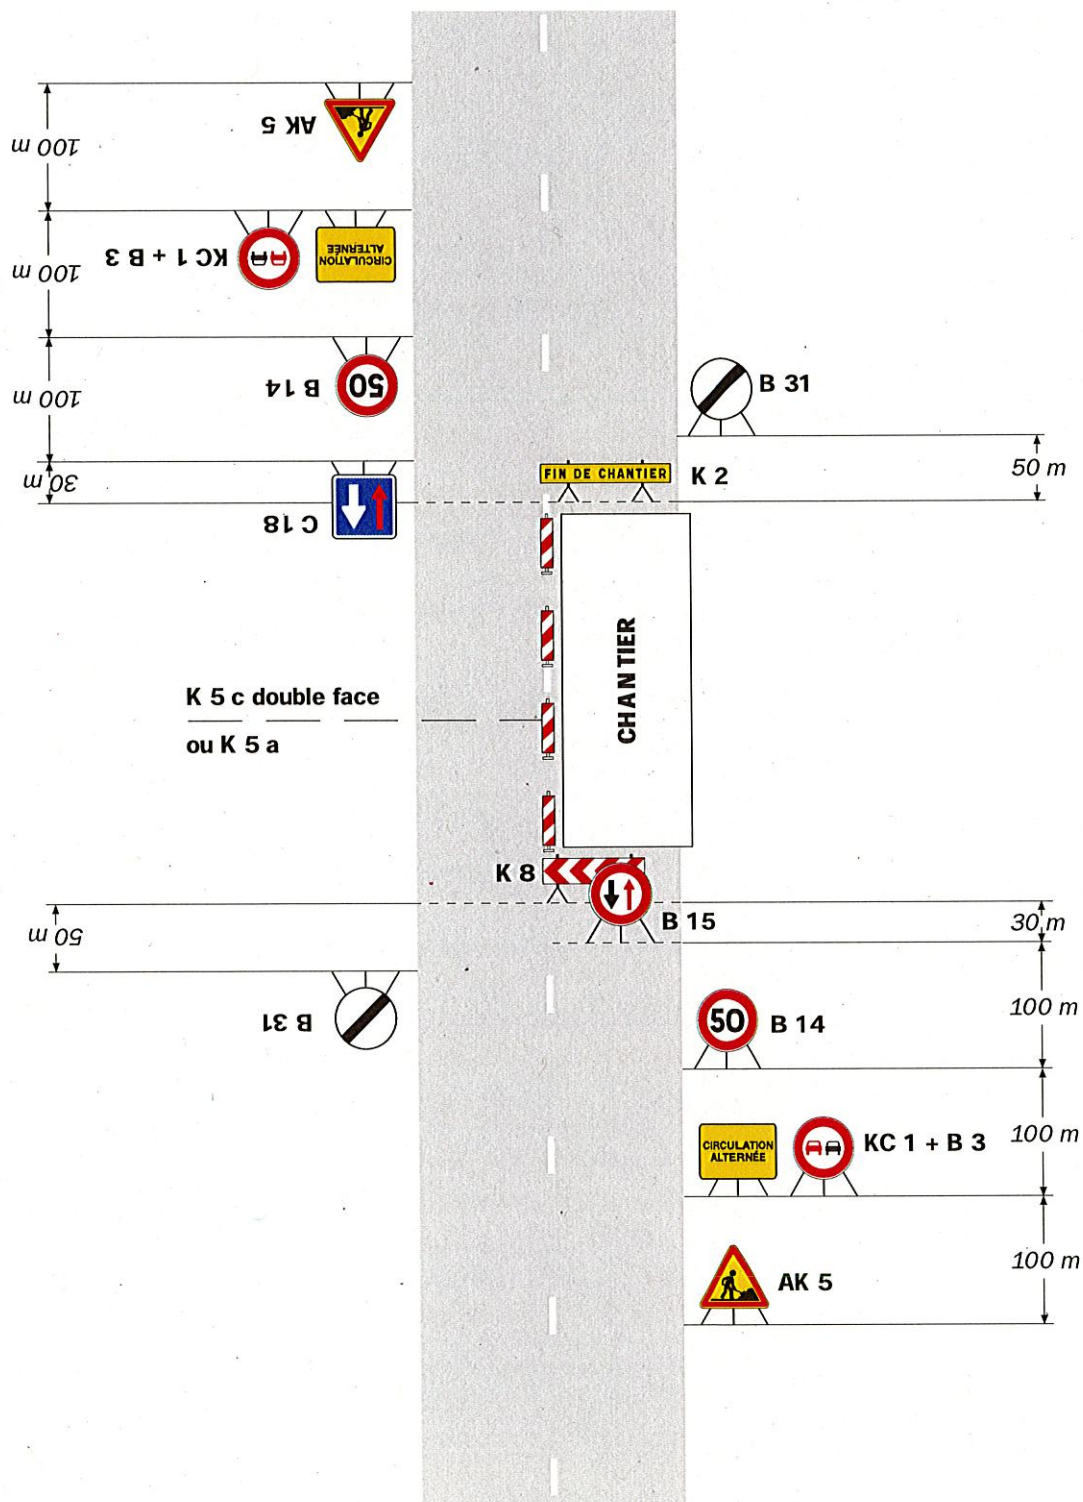 AK 5
100 m
KC 1 + B 3
CIRCULATION
ALTERNÉE
100 m
B 14
50
100 m
B 31
FIN DE CHANTIER
K 2
50 m
C 18
30 m
CHANTIER
K 5 c double face
ou K 5 a
K 8
B 15
30 m
50 m
B 31
50
B 14
100 m
CIRCULATION
ALTERNÉE
KC 1 + B 3
100 m
AK 5
100 m